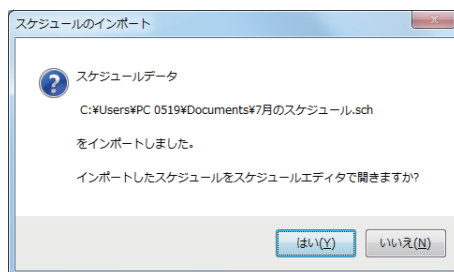 スケジュールのインポート
スケジュールデータ
C:¥Users¥PC 0519¥Documents¥7月のスケジュール.sch
をインポートしました。
インポートしたスケジュールをスケジュールエディタで開きますか?
はい(Y)
いいえ(N)